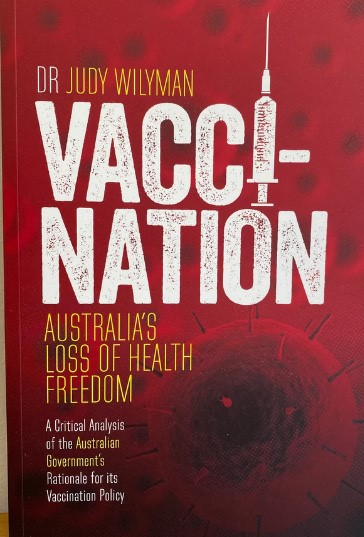 DR JUDY WILYMAN
VACCI-
NATION
AUSTRALIA'S
LOSS OF HEALTH
FREEDOM
A Critical Analysis
of the Australian
Government's
Rationale for its
Vaccination Policy